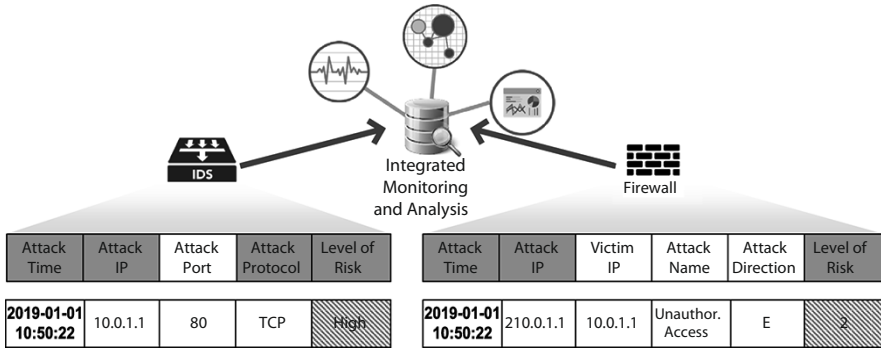 IDS
Integrated
Monitoring
and Analysis
Firewall
Attack Time
Attack IP
Attack Port
Attack Protocol
Level of Risk
2019-01-01 10:50:22
10.0.1.1
80
TCP
High
Attack Time
Attack IP
Victim IP
Attack Name
Attack Direction
Level of Risk
2019-01-01 10:50:22
210.0.1.1
10.0.1.1
Unauthor. Access
E
2